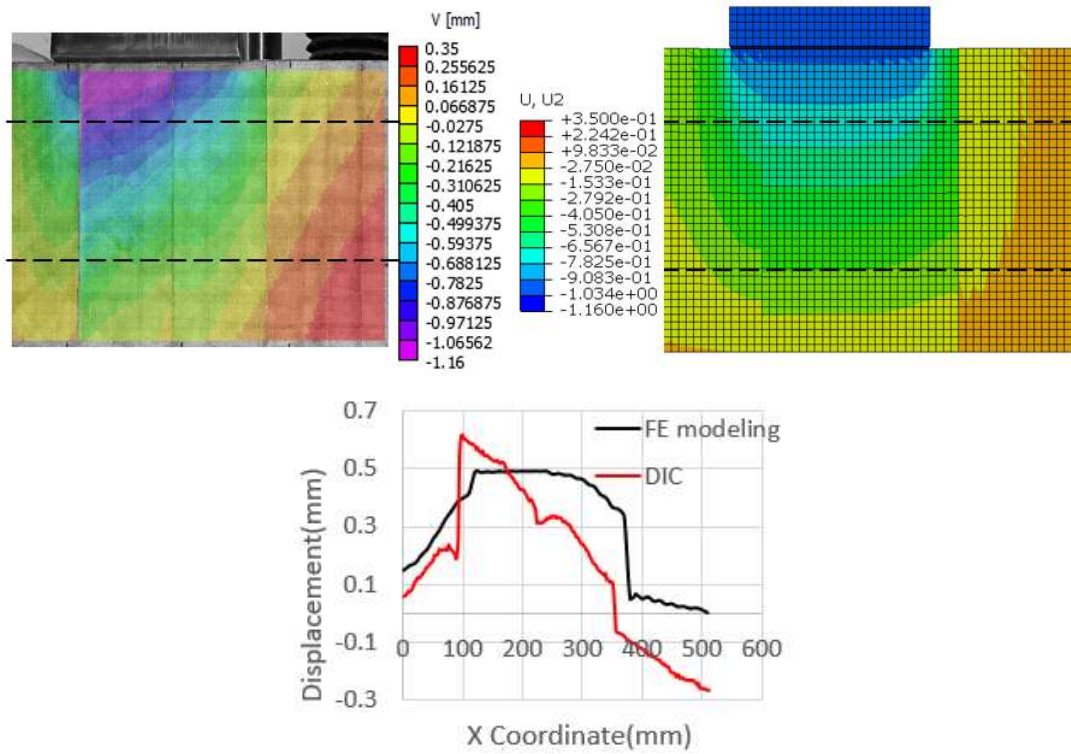 V [mm]
0.35
0.255625
0.16125
0.066875
-0.0275
-0.121875
-0.21625
-0.310625
-0.405
-0.499375
-0.59375
-0.688125
-0.7825
-0.876875
-0.97125
-1.06562
-1.16
U, U2
+3.500e-01
+2.242e-01
+9.833e-02
-2.750e-02
-1.533e-01
-2.792e-01
-4.050e-01
-5.308e-01
-6.567e-01
-7.825e-01
-9.083e-01
-1.034e+00
-1.160e+00
Displacement(mm)
0.7
0.5
0.3
0.1
-0.1
-0.3
FE modeling
DIC
0 100 200 300 400 500 600
X Coordinate(mm)